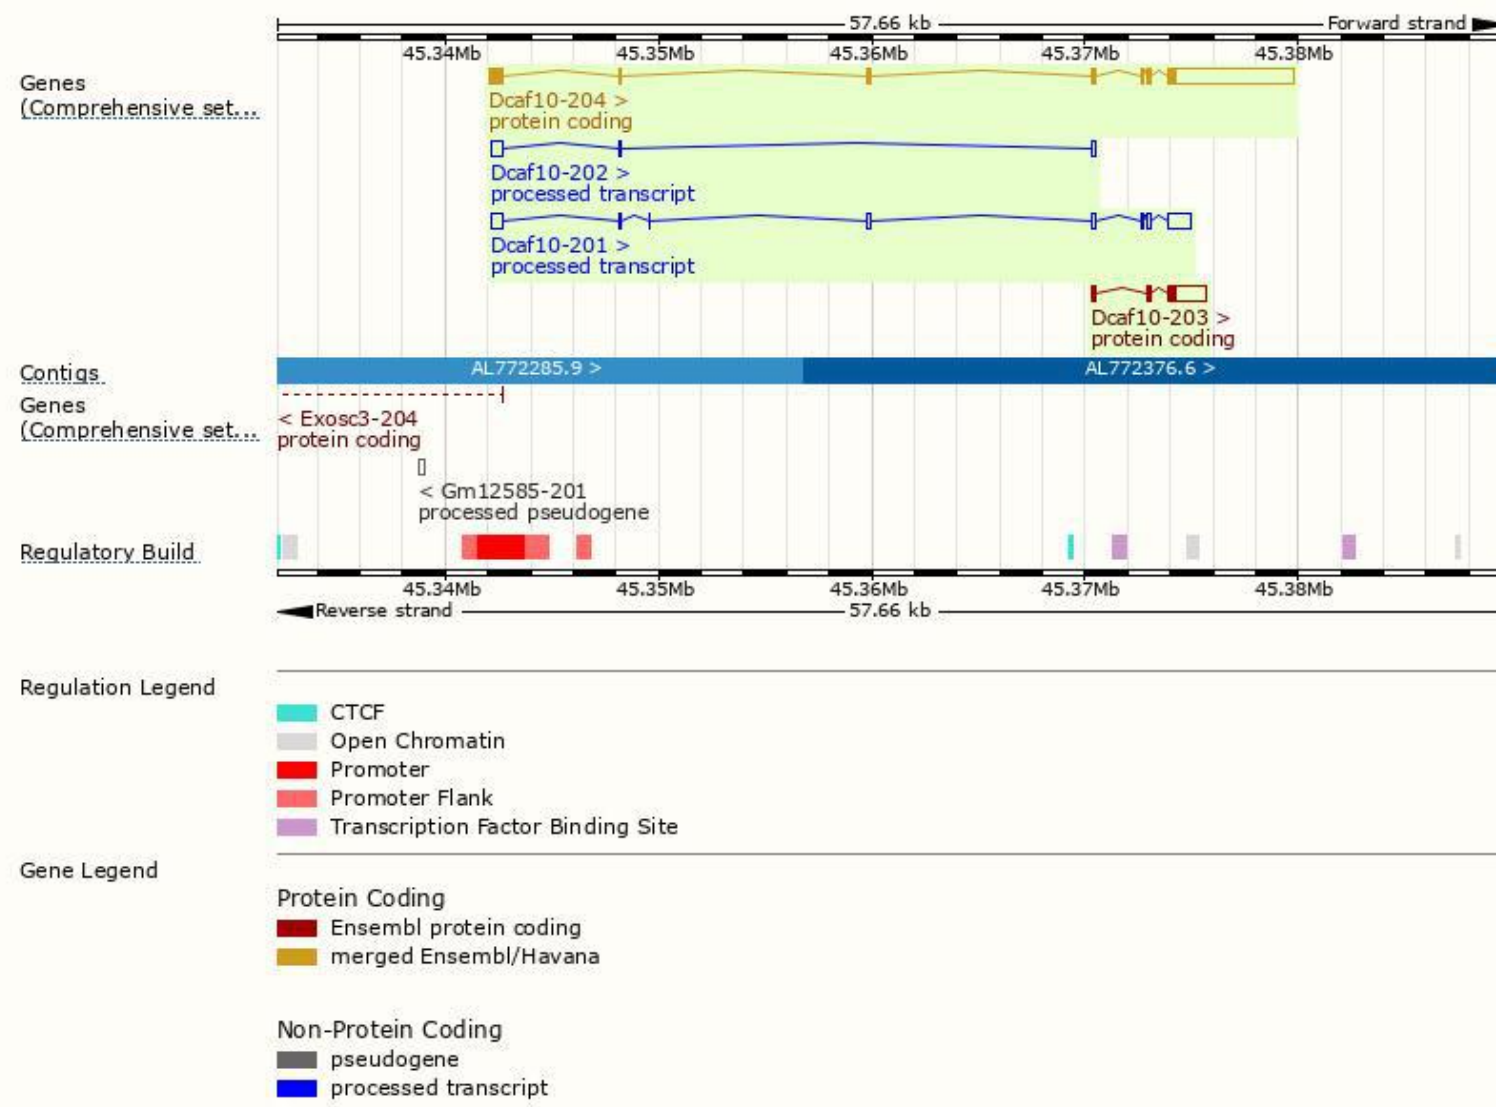 57.66 kb Forward strand
45.34Mb 45.35Mb 45.36Mb 45.37Mb 45.38Mb
Genes
(Comprehensive set...
Dcaf10-204 >
protein coding
Dcaf10-202 >
processed transcript
Dcaf10-201 >
processed transcript
Dcaf10-203 >
protein coding
Contigs AL772285.9 > AL772376.6 >
Genes
(Comprehensive set...
< Exosc3-204
protein coding
< Gm12585-201
processed pseudogene
Regulatory Build
45.34Mb 45.35Mb 45.36Mb 45.37Mb 45.38Mb
Reverse strand 57.66 kb
Regulation Legend
CTCF
Open Chromatin
Promoter
Promoter Flank
Transcription Factor Binding Site
Gene Legend
Protein Coding
Ensembl protein coding
merged Ensembl/Havana
Non-Protein Coding
pseudogene
processed transcript